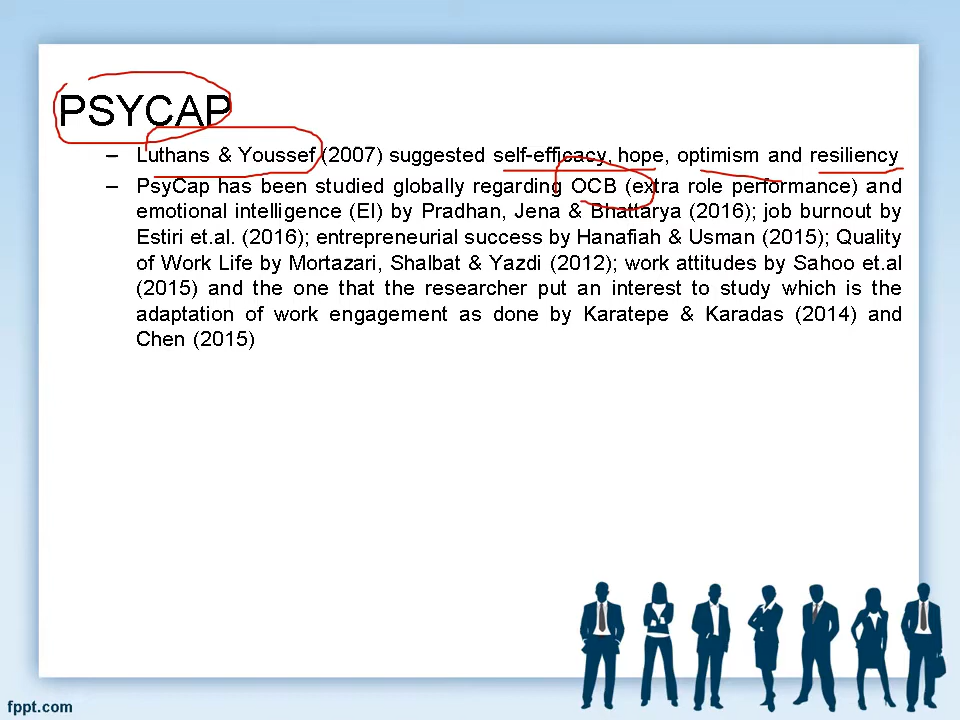 PSYCAP
– Luthans & Youssef (2007) suggested self-efficacy, hope, optimism and resiliency
– PsyCap has been studied globally regarding OCB (extra role performance) and
emotional intelligence (EI) by Pradhan, Jena & Bhattarya (2016); job burnout by
Estiri et.al. (2016); entrepreneurial success by Hanafiah & Usman (2015); Quality
of Work Life by Mortazari, Shalbat & Yazdi (2012); work attitudes by Sahoo et.al
(2015) and the one that the researcher put an interest to study which is the
adaptation of work engagement as done by Karatepe & Karadas (2014) and
Chen (2015)
fppt.com